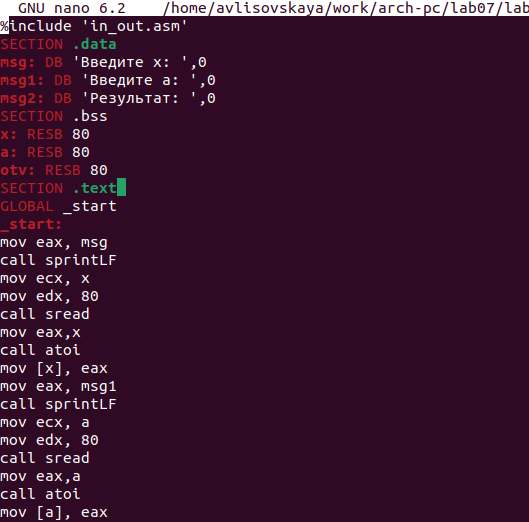 GNU nano 6.2 /home/avlisovskaya/work/arch-pc/lab07/lab
%include 'in_out.asm'
SECTION .data
msg: DB 'Введите x: ',0
msg1: DB 'Введите a: ',0
msg2: DB 'Результат: ',0
SECTION .bss
x: RESB 80
a: RESB 80
otv: RESB 80
SECTION .text
GLOBAL _start
_start:
mov eax, msg
call sprintLF
mov ecx, x
mov edx, 80
call sread
mov eax,x
call atoi
mov [x], eax
mov eax, msg1
call sprintLF
mov ecx, a
mov edx, 80
call sread
mov eax,a
call atoi
mov [a], eax